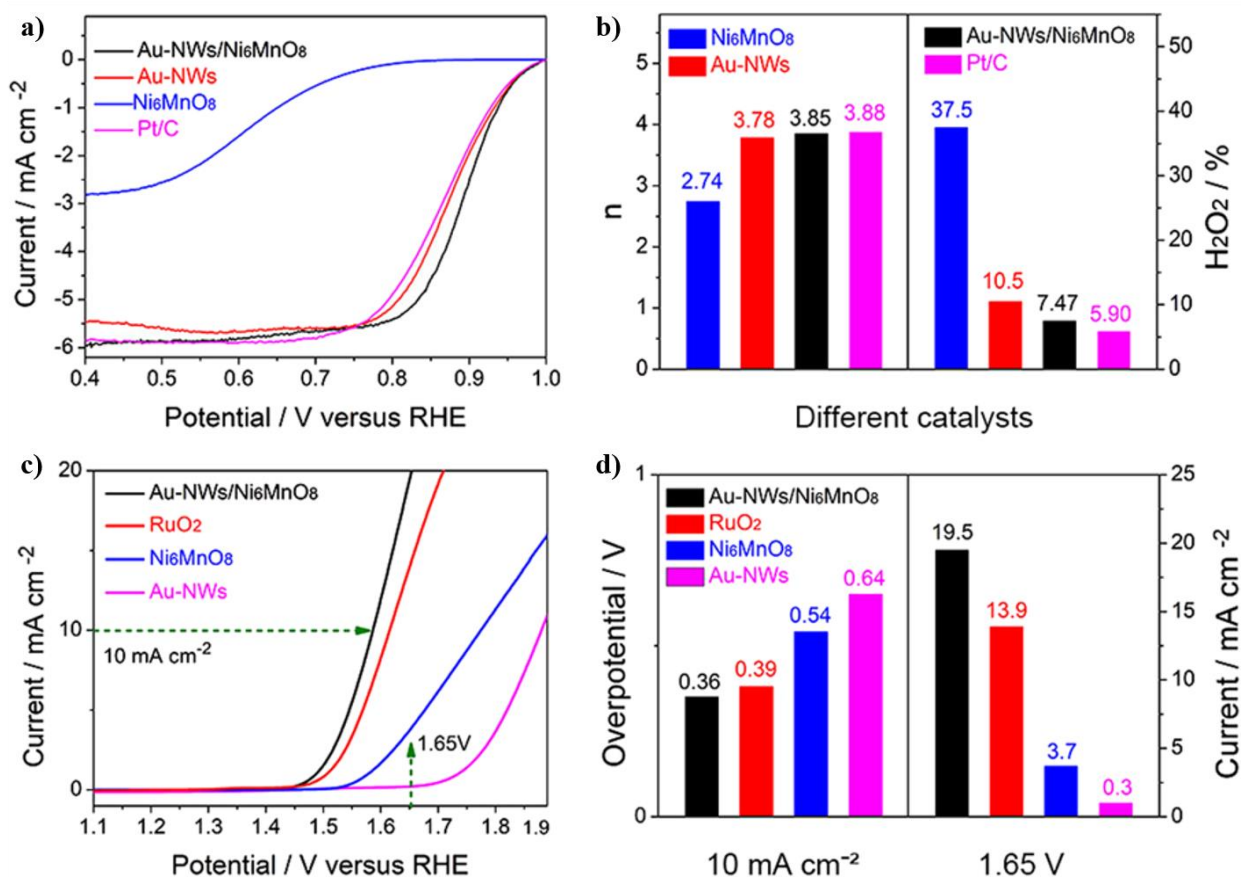 a)
Au-NWs/Ni₆MnO₈
Au-NWs
Ni₆MnO₈
Pt/C
0
-1
-2
-3
-4
-5
-6
Current / mA cm⁻²
0.4 0.5 0.6 0.7 0.8 0.9 1.0
Potential / V versus RHE
b)
Ni₆MnO₈
Au-NWs
Au-NWs/Ni₆MnO₈
Pt/C
5
4
3
2
1
0
n
2.74
3.78
3.85
3.88
37.5
10.5
7.47
5.90
50
40
30
20
10
0
H₂O₂ / %
Different catalysts
c)
Au-NWs/Ni₆MnO₈
RuO₂
Ni₆MnO₈
Au-NWs
20
10
0
Current / mA cm⁻²
10 mA cm⁻²
1.65V
1.1 1.2 1.3 1.4 1.5 1.6 1.7 1.8 1.9
Potential / V versus RHE
d)
Au-NWs/Ni₆MnO₈
RuO₂
Ni₆MnO₈
Au-NWs
1
0
Overpotential / V
0.36
0.39
0.54
0.64
19.5
13.9
3.7
0.3
25
20
15
10
5
0
Current / mA cm⁻²
10 mA cm⁻²
1.65 V